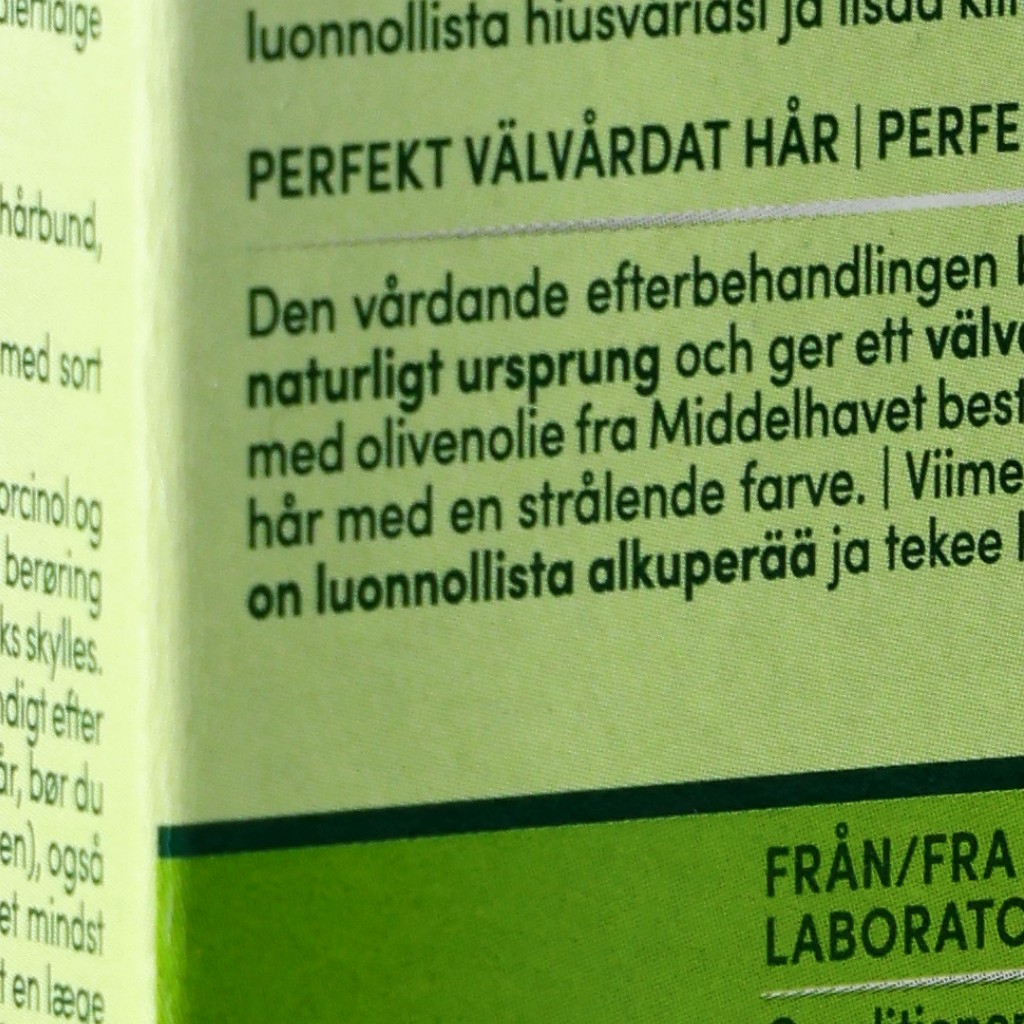 hårbund,
med sort
orcinol og
berøring
ks skylles.
ndigt efter
år, bør du
en), også
et mindst
en læge
luonnollista hiusväriäsi ja lisää
PERFEKT VÄLVÅRDAT HÅR | PERFE
Den vårdande efterbehandlingen
naturligt ursprung och ger ett välv
med olivenolie fra Middelhavet best
hår med en strålende farve. | Viime
on luonnollista alkuperää ja tekee
FRÅN/FRA
LABORATO